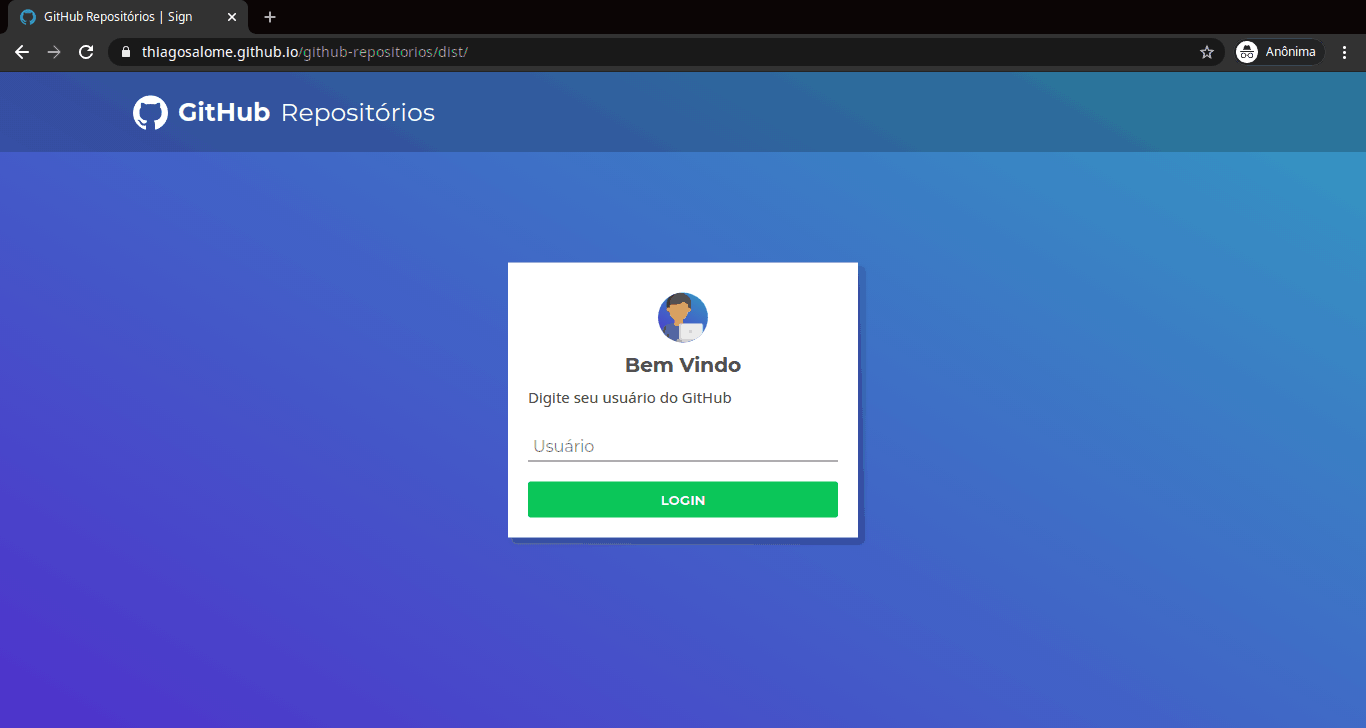 GitHub Repositórios | Sign
thiagosalome.github.io/github-repositorios/dist/
Anônima
GitHub Repositórios
Bem Vindo
Digite seu usuário do GitHub
Usuário
LOGIN